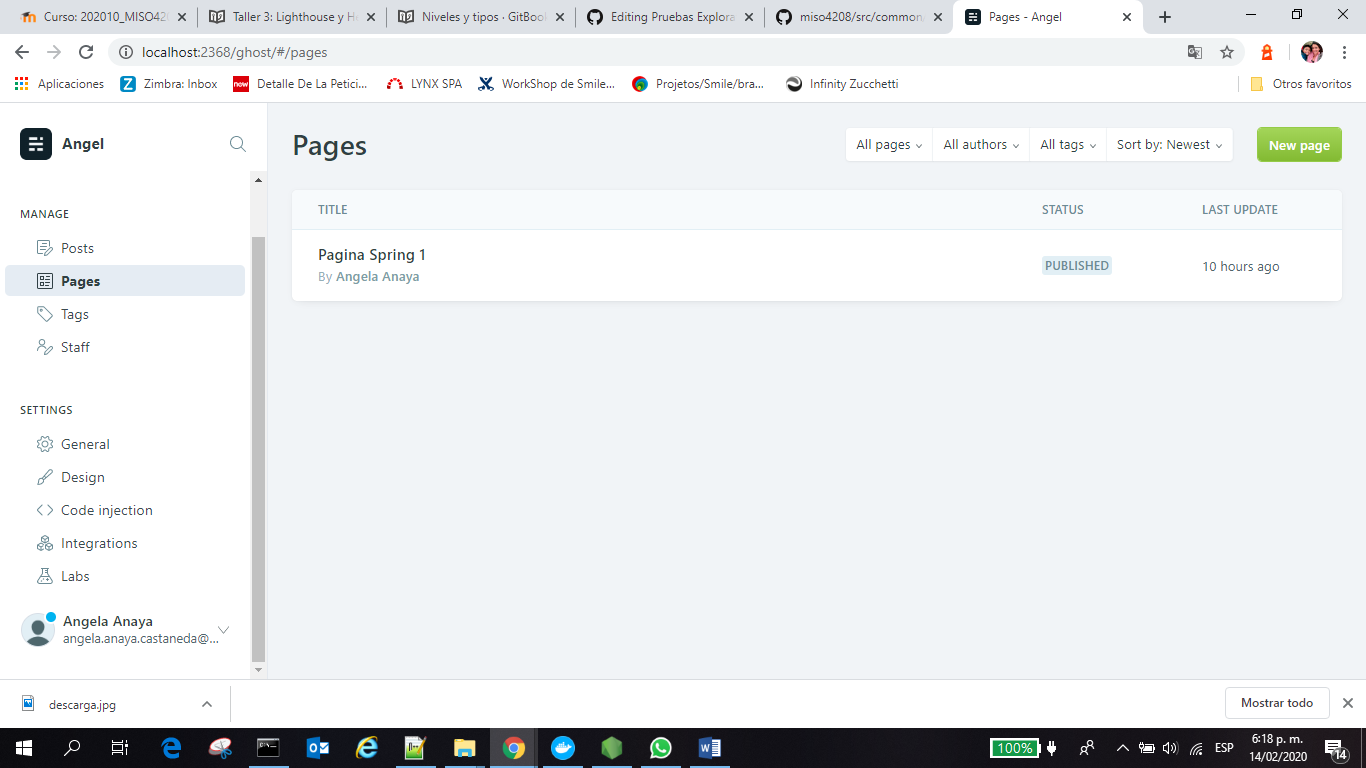 Curso: 202010_MISO42
Taller 3: Lighthouse y He
Niveles y tipos · GitBook
Editing Pruebas Explora
miso4208/src/common
Pages - Angel
localhost:2368/ghost/#/pages
Aplicaciones
Zimbra: Inbox
now
Detalle De La Petici...
LYNX SPA
WorkShop de Smile...
Projetos/Smile/bra...
Infinity Zucchetti
Otros favoritos
Angel
MANAGE
Posts
Pages
Tags
Staff
SETTINGS
General
Design
Code injection
Integrations
Labs
Angela Anaya
angela.anaya.castaneda@...
Pages
All pages
All authors
All tags
Sort by: Newest
New page
TITLE STATUS LAST UPDATE
Pagina Spring 1
By Angela Anaya
PUBLISHED
10 hours ago
descarga.jpg
Mostrar todo
100%
ESP
6:18 p. m.
14/02/2020
14